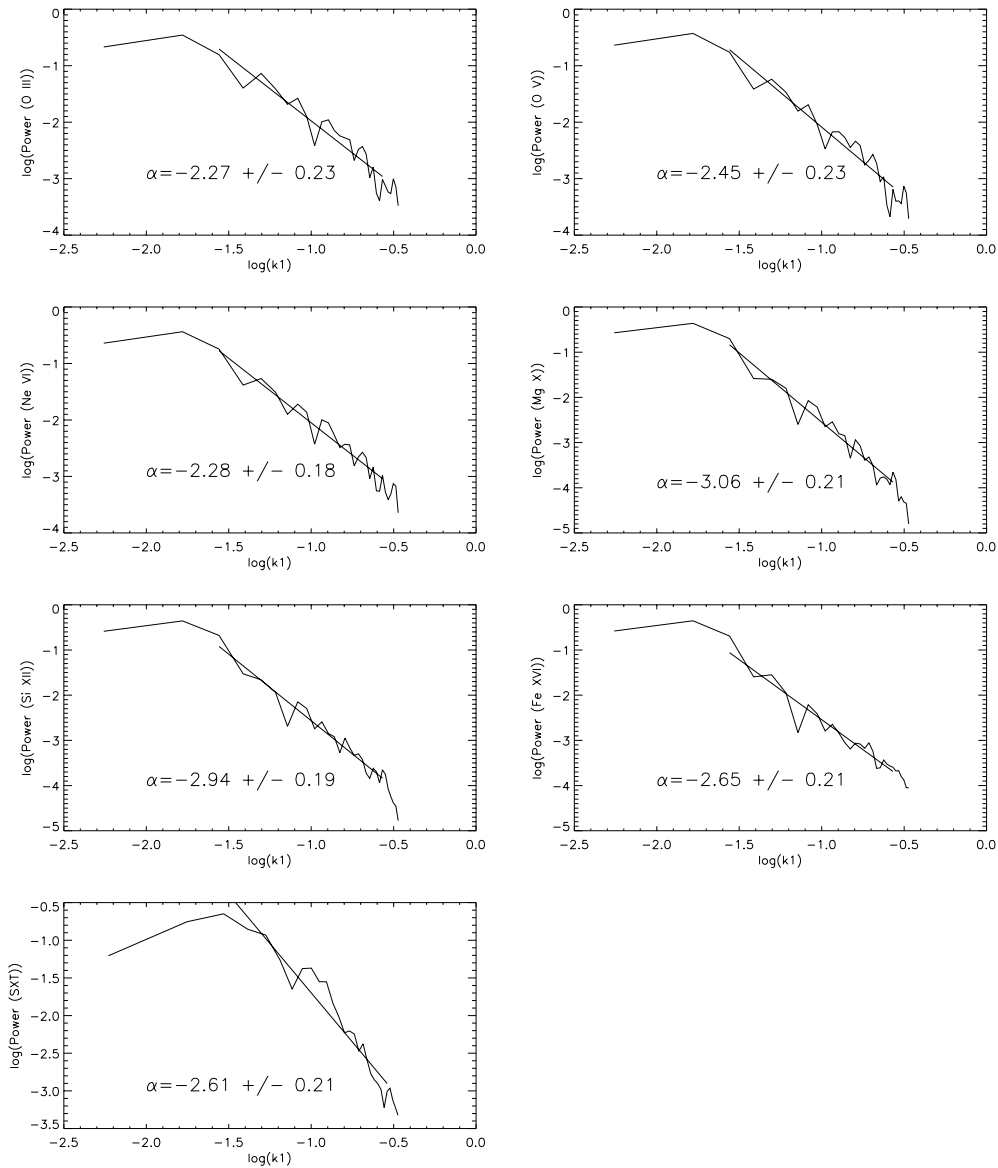 0
-1
-2
-3
-4
log(Power (O III))
α=-2.27 +/- 0.23
-2.5 -2.0 -1.5 -1.0 -0.5 0.0
log(k1)
0
-1
-2
-3
-4
log(Power (O V))
α=-2.45 +/- 0.23
-2.5 -2.0 -1.5 -1.0 -0.5 0.0
log(k1)
0
-1
-2
-3
-4
log(Power (Ne VI))
α=-2.28 +/- 0.18
-2.5 -2.0 -1.5 -1.0 -0.5 0.0
log(k1)
0
-1
-2
-3
-4
-5
log(Power (Mg X))
α=-3.06 +/- 0.21
-2.5 -2.0 -1.5 -1.0 -0.5 0.0
log(k1)
0
-1
-2
-3
-4
-5
log(Power (Si XII))
α=-2.94 +/- 0.19
-2.5 -2.0 -1.5 -1.0 -0.5 0.0
log(k1)
0
-1
-2
-3
-4
-5
log(Power (Fe XVI))
α=-2.65 +/- 0.21
-2.5 -2.0 -1.5 -1.0 -0.5 0.0
log(k1)
-0.5
-1.0
-1.5
-2.0
-2.5
-3.0
-3.5
log(Power (SXT))
α=-2.61 +/- 0.21
-2.5 -2.0 -1.5 -1.0 -0.5 0.0
log(k1)